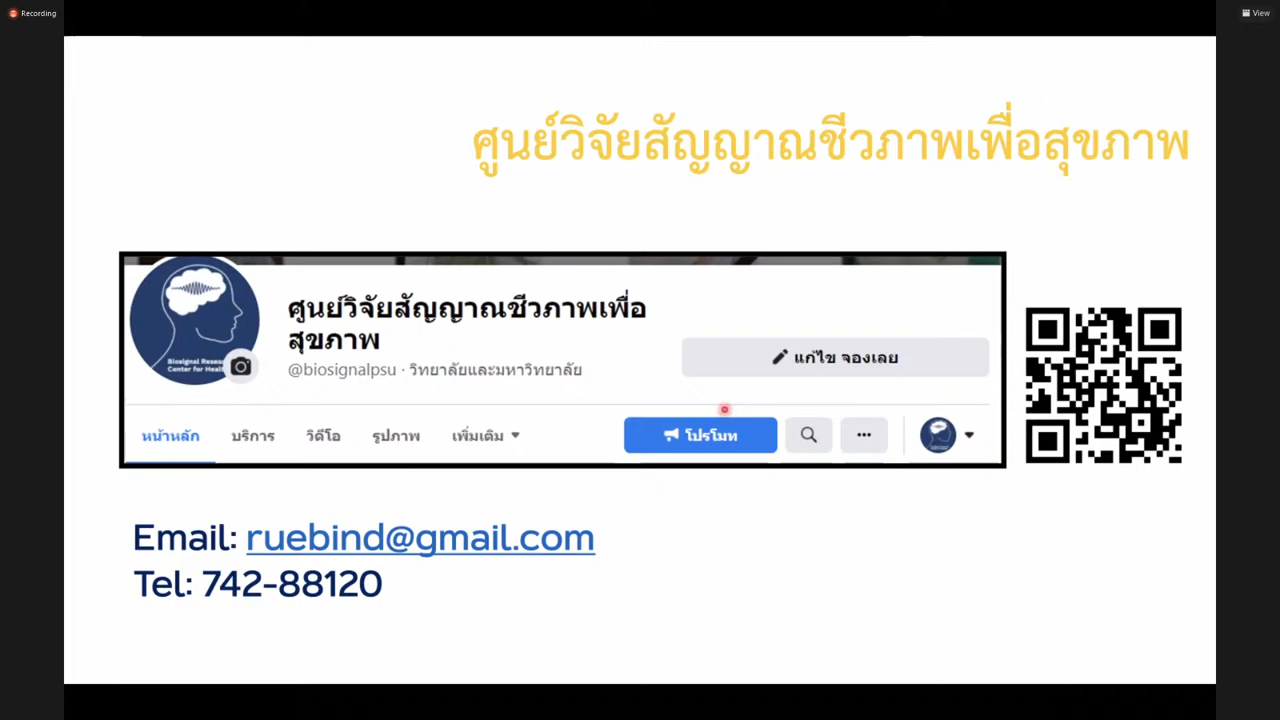 Recording
View
ศูนย์วิจัยสัญญาณชีวภาพเพื่อสุขภาพ
ศูนย์วิจัยสัญญาณชีวภาพเพื่อ
สุขภาพ
@biosignalpsu · วิทยาลัยและมหาวิทยาลัย
แก้ไข จองเลย
Biosignal
Center for
หน้าหลัก บริการ วิดีโอ รูปภาพ เพิ่มเติม โปรโมท
Email: ruebind@gmail.com
Tel: 742-88120